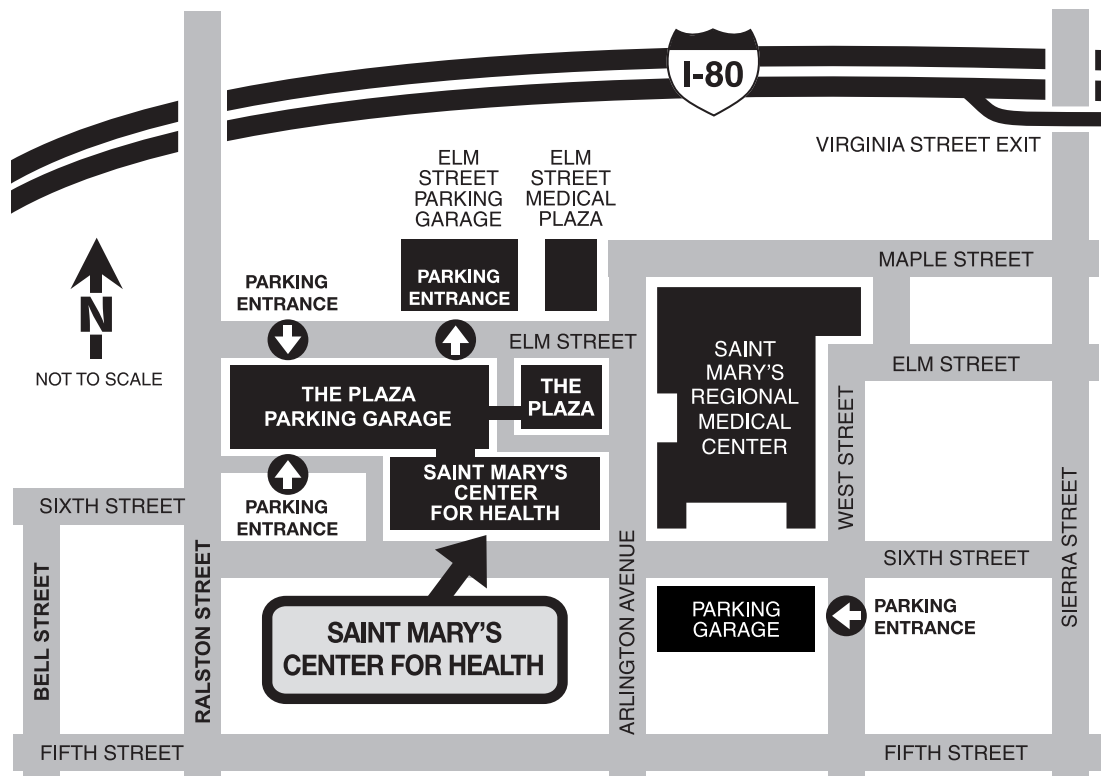 I-80
VIRGINIA STREET EXIT
ELM
STREET
PARKING
GARAGE
ELM
STREET
MEDICAL
PLAZA
MAPLE STREET
PARKING
ENTRANCE
PARKING
ENTRANCE
N
NOT TO SCALE
ELM STREET
SAINT
MARY'S
REGIONAL
MEDICAL
CENTER
ELM STREET
THE PLAZA
PARKING GARAGE
THE
PLAZA
WEST STREET
SAINT MARY'S
CENTER
FOR HEALTH
SIXTH STREET
PARKING
ENTRANCE
SIXTH STREET
SIERRA STREET
BELL STREET
RALSTON STREET
ARLINGTON AVENUE
SAINT MARY'S
CENTER FOR HEALTH
PARKING
GARAGE
PARKING
ENTRANCE
FIFTH STREET
FIFTH STREET